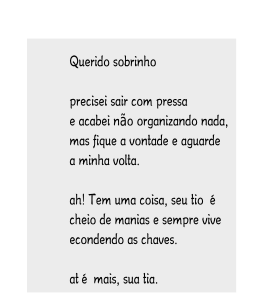 Querido sobrinho
precisei sair com pressa
e acabei não organizando nada,
mas fique a vontade e aguarde
a minha volta.
ah! Tem uma coisa, seu tio é
cheio de manias e sempre vive
econdendo as chaves.
até mais, sua tia.